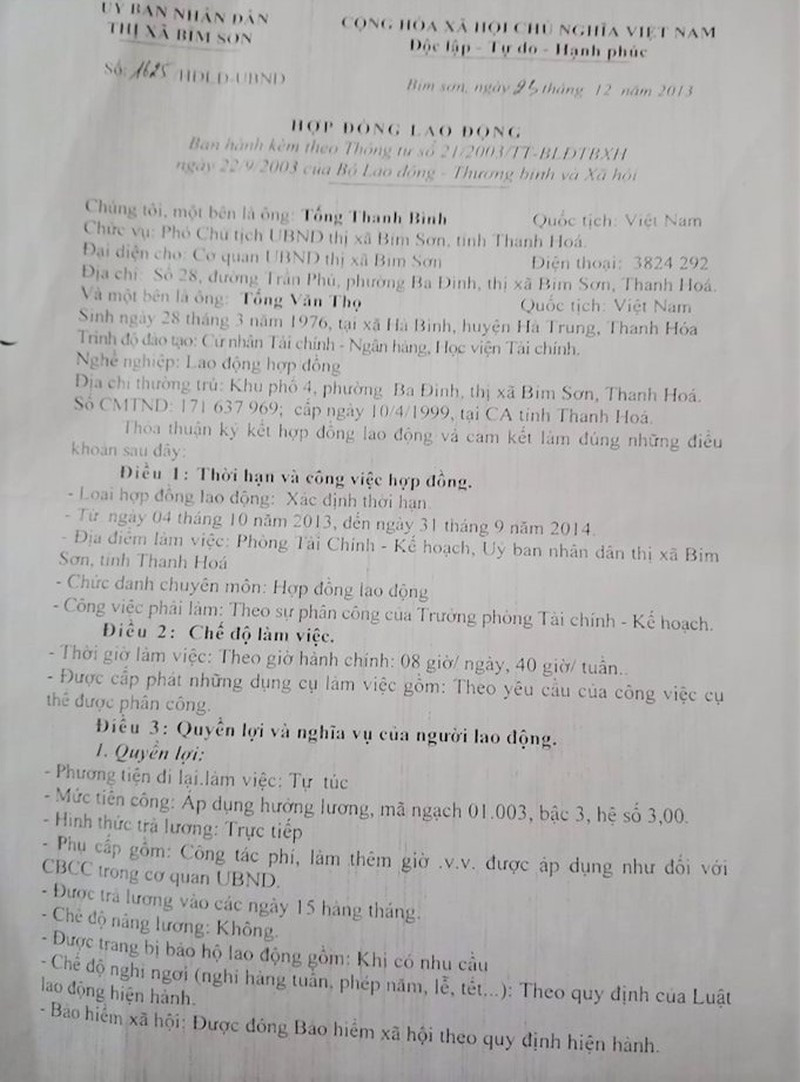 UỶ BAN NHÂN DÂN
THỊ XÃ BỈM SƠN
CỘNG HÒA XÃ HỘI CHỦ NGHĨA VIỆT NAM
Độc lập - Tự do - Hạnh phúc
Số: 1625/HDLD-UBND
Bỉm sơn, ngày 25 tháng 12 năm 2013
HỢP ĐỒNG LAO ĐỘNG
Ban hành kèm theo Thông tư số 21/2003/TT-BLĐTBXH
ngày 22/9/2003 của Bộ Lao động - Thương binh và Xã hội
Chúng tôi, một bên là ông: Tống Thanh Bình Quốc tịch: Việt Nam
Chức vụ: Phó Chủ tịch UBND thị xã Bỉm Sơn, tỉnh Thanh Hoá.
Đại diện cho: Cơ quan UBND thị xã Bỉm Sơn Điện thoại: 3824 292
Địa chỉ: Số 28, đường Trần Phú, phường Ba Đình, thị xã Bỉm Sơn, Thanh Hoá.
Và một bên là ông: Tống Văn Thọ Quốc tịch: Việt Nam
Sinh ngày 28 tháng 3 năm 1976, tại xã Hà Bình, huyện Hà Trung, Thanh Hóa
Trình độ đào tạo: Cử nhân Tài chính - Ngân hàng, Học viện Tài chính.
Nghề nghiệp: Lao động hợp đồng
Địa chỉ thường trú: Khu phố 4, phường Ba Đình, thị xã Bỉm Sơn, Thanh Hoá.
Số CMTND: 171 637 969; cấp ngày 10/4/1999, tại CA tỉnh Thanh Hoá.
Thỏa thuận ký kết hợp đồng lao động và cam kết làm đúng những điều
khoản sau đây:
Điều 1: Thời hạn và công việc hợp đồng.
- Loại hợp đồng lao động: Xác định thời hạn.
- Từ ngày 04 tháng 10 năm 2013, đến ngày 31 tháng 9 năm 2014.
- Địa điểm làm việc: Phòng Tài Chính - Kế hoạch, Uỷ ban nhân dân thị xã Bỉm
Sơn, tỉnh Thanh Hoá
- Chức danh chuyên môn: Hợp đồng lao động
- Công việc phải làm: Theo sự phân công của Trưởng phòng Tài chính - Kế hoạch.
Điều 2: Chế độ làm việc.
- Thời giờ làm việc: Theo giờ hành chính: 08 giờ/ ngày, 40 giờ/ tuần..
- Được cấp phát những dụng cụ làm việc gồm: Theo yêu cầu của công việc cụ
thể được phân công.
Điều 3: Quyền lợi và nghĩa vụ của người lao động.
1. Quyền lợi:
- Phương tiện đi lại.làm việc: Tự túc
- Mức tiền công: Áp dụng hưởng lương, mã ngạch 01.003, bậc 3, hệ số 3,00.
- Hình thức trả lương: Trực tiếp
- Phụ cấp gồm: Công tác phí, làm thêm giờ .v.v. được áp dụng như đối với
CBCC trong cơ quan UBND.
- Được trả lương vào các ngày 15 hàng tháng.
- Chế độ nâng lương: Không.
- Được trang bị bảo hộ lao động gồm: Khi có nhu cầu
- Chế độ nghỉ ngơi (nghỉ hàng tuần, phép năm, lễ, tết...): Theo quy định của Luật
lao động hiện hành.
- Bảo hiểm xã hội: Được đóng Bảo hiểm xã hội theo quy định hiện hành.